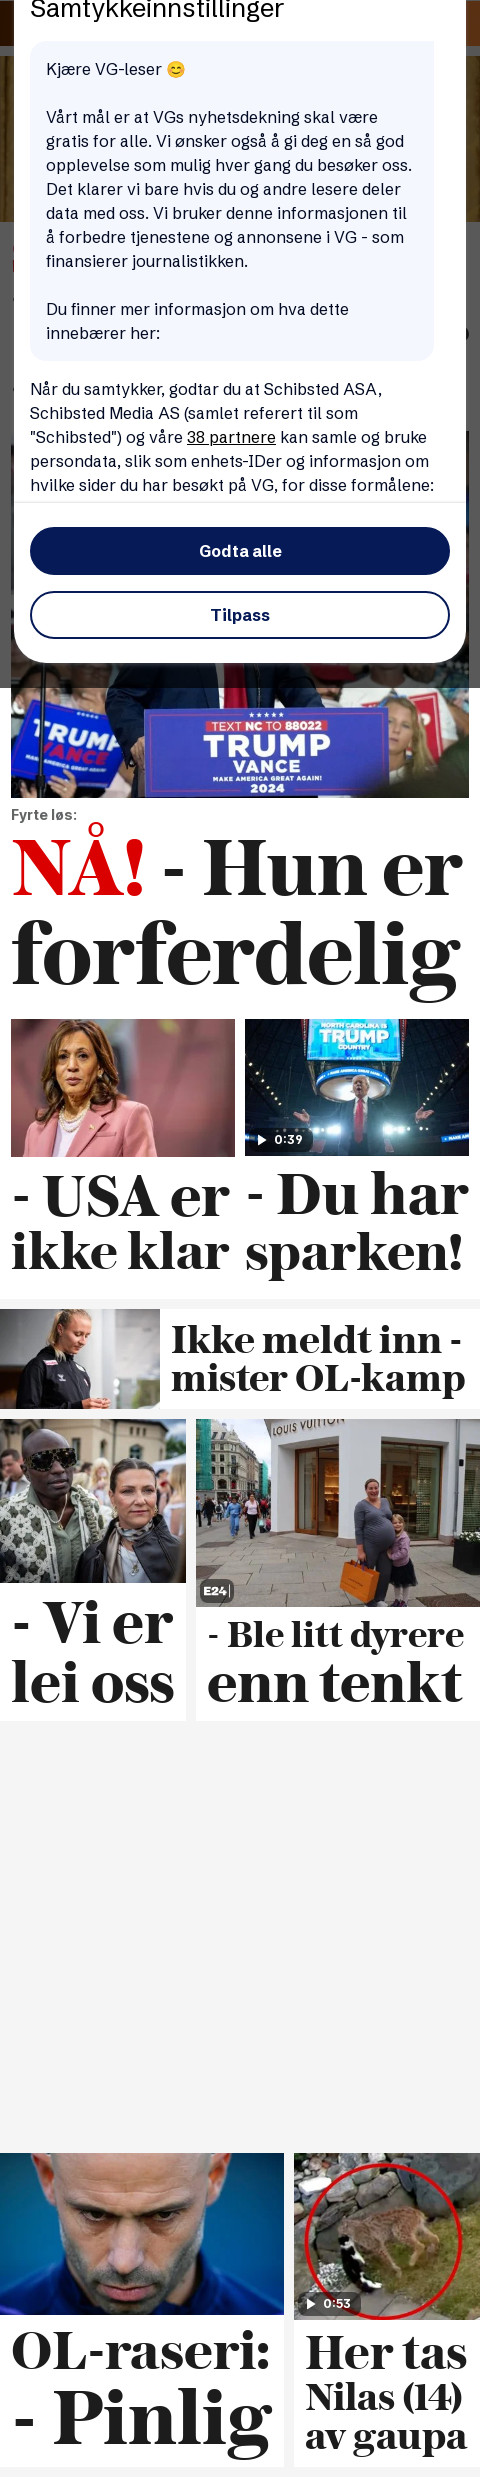 Samtykkeinnstillinger
Kjære VG-leser 😊
Vårt mål er at VGs nyhetsdekning skal være
gratis for alle. Vi ønsker også å gi deg en så god
opplevelse som mulig hver gang du besøker oss.
Det klarer vi bare hvis du og andre lesere deler
data med oss. Vi bruker denne informasjonen til
å forbedre tjenestene og annonsene i VG - som
finansierer journalistikken.
Du finner mer informasjon om hva dette
innebærer her:
Når du samtykker, godtar du at Schibsted ASA,
Schibsted Media AS (samlet referert til som
"Schibsted") og våre 38 partnere kan samle og bruke
persondata, slik som enhets-IDer og informasjon om
hvilke sider du har besøkt på VG, for disse formålene:
Godta alle
Tilpass
TRUMP
VANCE
TEXT NC TO 88022
TRUMP
VANCE
MAKE AMERICA GREAT AGAIN!
2024
Fyrte løs:
NÅ! - Hun er
forferdelig
NORTH CAROLINA IS
TRUMP
COUNTRY
0:39
- USA er
ikke klar
- Du har
sparken!
Ikke meldt inn -
mister OL-kamp
LOUIS VUITTON
E24
- Vi er
lei oss
- Ble litt dyrere
enn tenkt
0:53
OL-raseri:
- Pinlig
Her tas
Nilas (14)
av gaupa